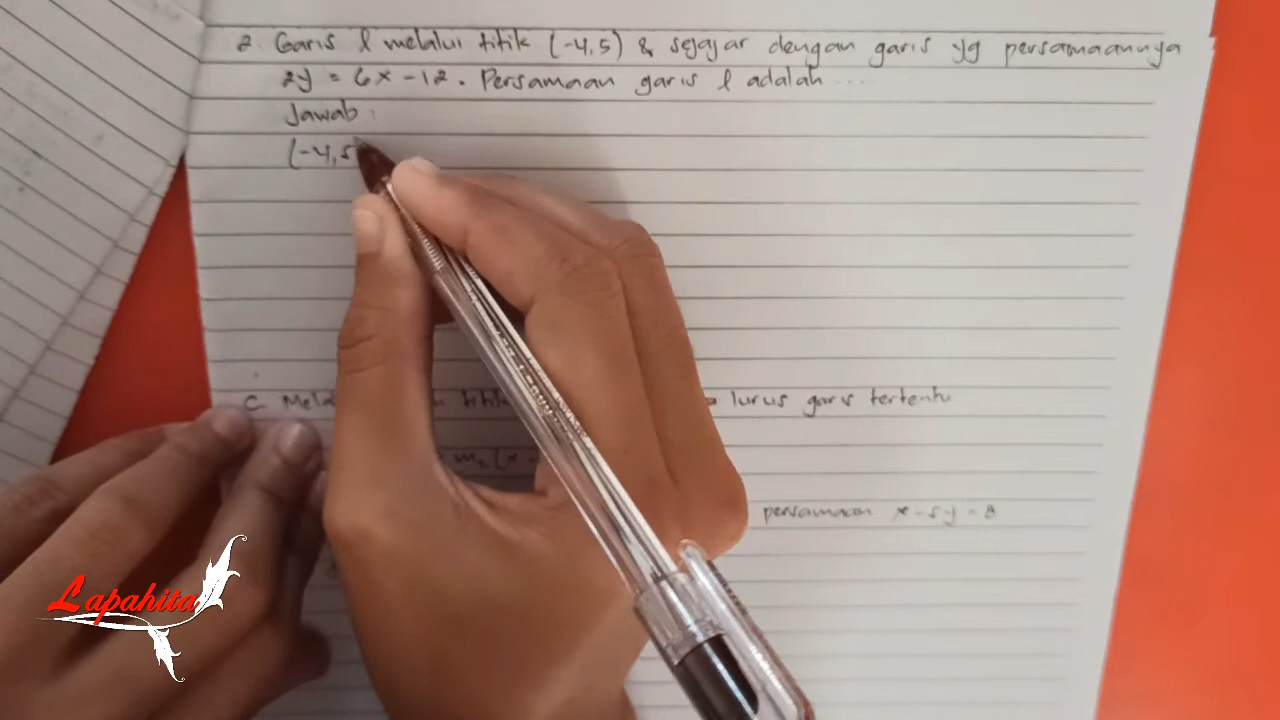 2. Garis l melalui titik (-4,5) & sejajar dengan garis yg persamaannya
2y = 6x - 12. Persamaan garis l adalah ...
Jawab :
(-4,5
C. lurus garis tertentu
persamaan x - 5y = 8
Lapahita